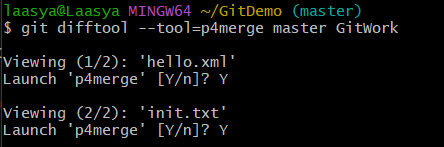 laasya@Laasya MINGW64 ~/GitDemo (master)
$ git difftool --tool=p4merge master GitWork
Viewing (1/2): 'hello.xml'
Launch 'p4merge' [Y/n]? Y
Viewing (2/2): 'init.txt'
Launch 'p4merge' [Y/n]? Y